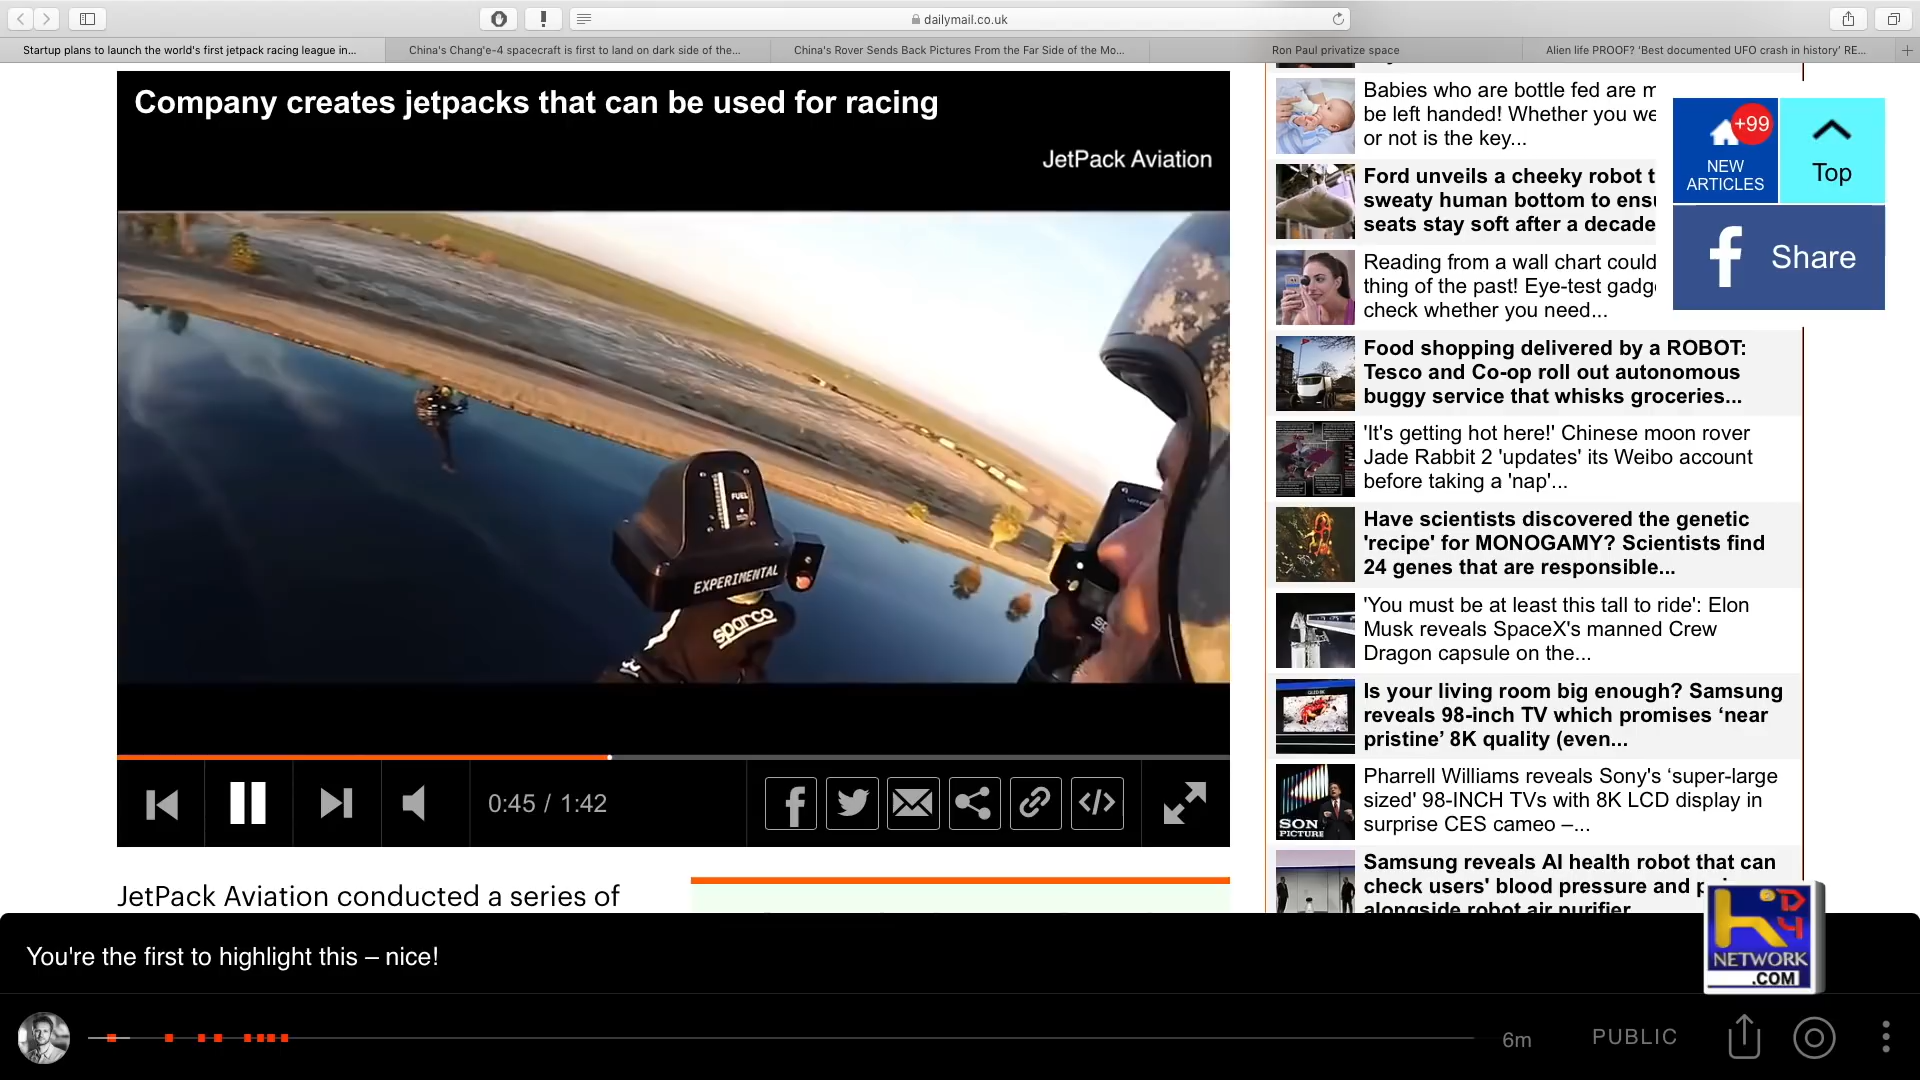 dailymail.co.uk
Startup plans to launch the world's first jetpack racing league in...
China's Chang'e-4 spacecraft is first to land on dark side of the...
China's Rover Sends Back Pictures From the Far Side of the Mo...
Ron Paul privatize space
Alien life PROOF? 'Best documented UFO crash in history' RE...
Company creates jetpacks that can be used for racing
JetPack Aviation
FUEL
EXPERIMENTAL
sparco
0:45 / 1:42
JetPack Aviation conducted a series of
Babies who are bottle fed are m
be left handed! Whether you we
or not is the key...
Ford unveils a cheeky robot t
sweaty human bottom to ensu
seats stay soft after a decade
Reading from a wall chart could
thing of the past! Eye-test gadg
check whether you need...
Food shopping delivered by a ROBOT:
Tesco and Co-op roll out autonomous
buggy service that whisks groceries...
'It's getting hot here!' Chinese moon rover
Jade Rabbit 2 'updates' its Weibo account
before taking a 'nap'...
Have scientists discovered the genetic
'recipe' for MONOGAMY? Scientists find
24 genes that are responsible...
'You must be at least this tall to ride': Elon
Musk reveals SpaceX's manned Crew
Dragon capsule on the...
Is your living room big enough? Samsung
reveals 98-inch TV which promises ‘near
pristine’ 8K quality (even...
Pharrell Williams reveals Sony's ‘super-large
sized' 98-INCH TVs with 8K LCD display in
surprise CES cameo –...
SON
PICTURE
Samsung reveals AI health robot that can
check users' blood pressure and
alongside robot air purifier
+99
NEW
ARTICLES
Top
Share
You're the first to highlight this – nice!
NETWORK
.COM
6m
PUBLIC